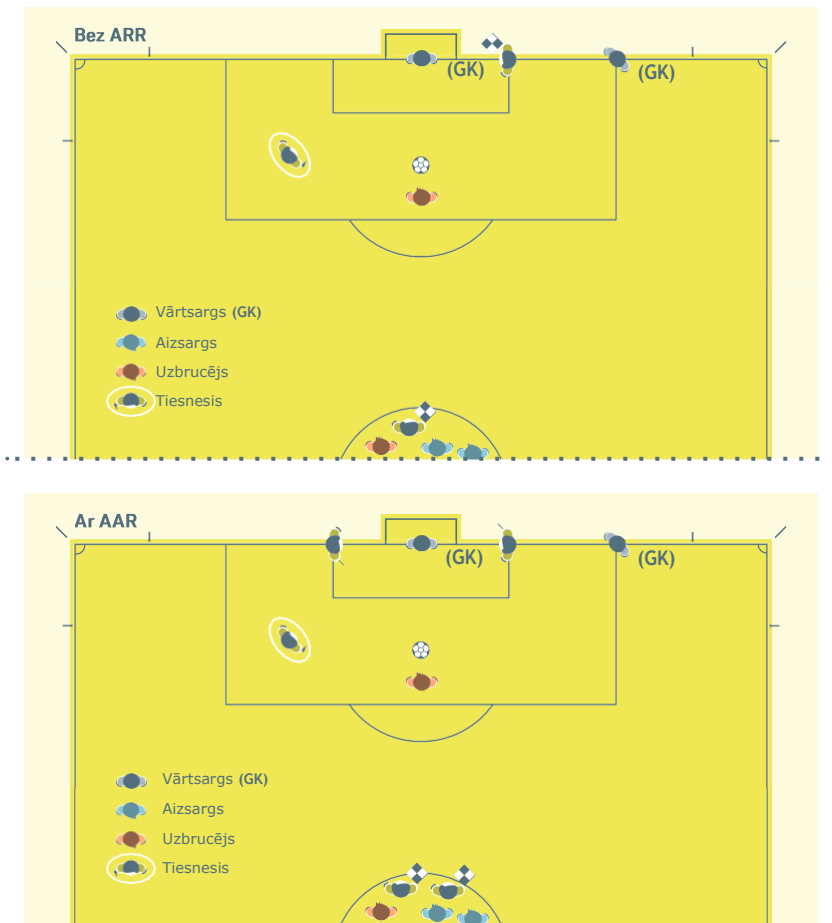 Bez ARR
(GK) (GK)
Vārtsargs (GK)
Aizsargs
Uzbrucējs
Tiesnesis
Ar AAR
(GK) (GK)
Vārtsargs (GK)
Aizsargs
Uzbrucējs
Tiesnesis